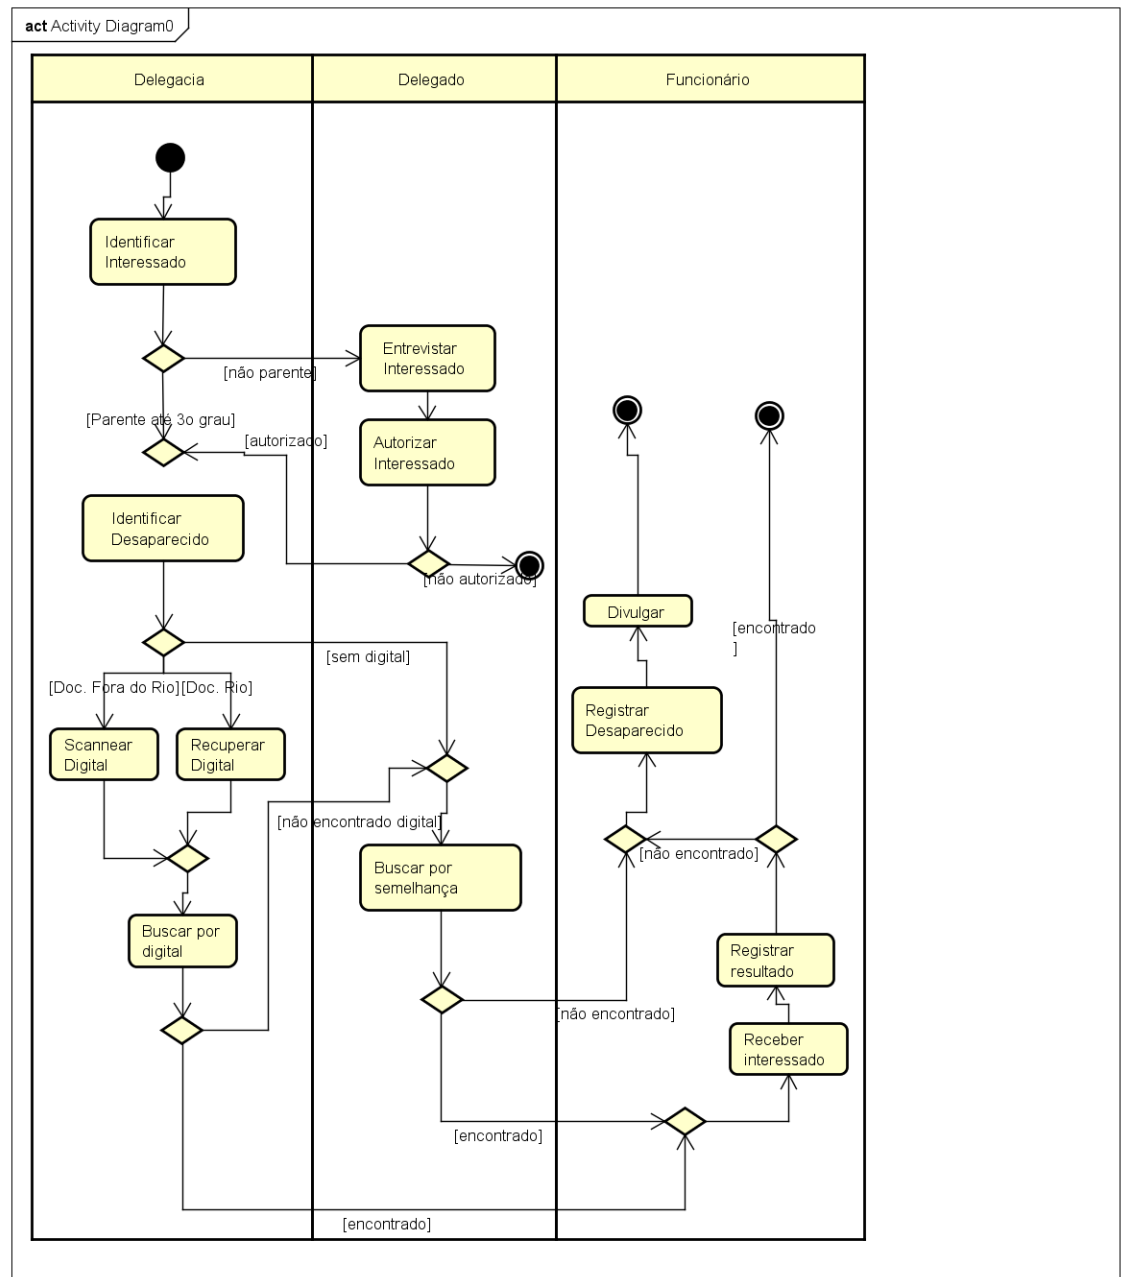 act Activity Diagram0
Delegacia
Delegado
Funcionário
Identificar
Interessado
[não parente]
Entrevistar
Interessado
[Parente até 3o grau]
[autorizado]
Autorizar
Interessado
Identificar
Desaparecido
[não autorizado]
Divulgar
[encontrado
]
[sem digital]
[Doc. Fora do Rio]
[Doc. Rio]
Registrar
Desaparecido
Scannear
Digital
Recuperar
Digital
[não encontrado digital]
[não encontrado]
Buscar por
semelhança
Buscar por
digital
Registrar
resultado
[não encontrado]
Receber
interessado
[encontrado]
[encontrado]